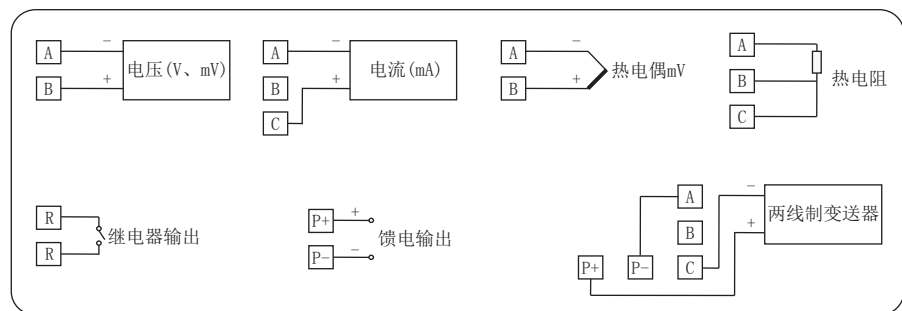 A − 电压(V、mV)
B +
A − 电流(mA)
B +
C
A − 热电偶mV
B +
A
B 热电阻
C
R 继电器输出
R
P+ + 馈电输出
P− −
A − 两线制变送器
B +
P+ P− C